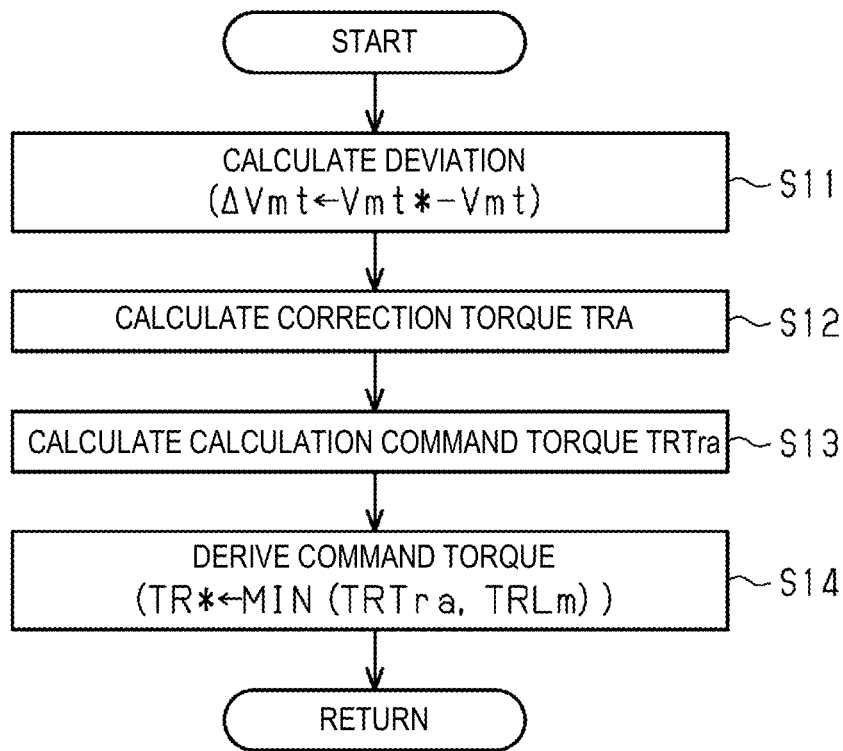 START
CALCULATE DEVIATION
(ΔVmt←Vmt*-Vmt)
S11
CALCULATE CORRECTION TORQUE TRA
S12
CALCULATE CALCULATION COMMAND TORQUE TRTra
S13
DERIVE COMMAND TORQUE
(TR*←MIN (TRTra, TRLm))
S14
RETURN